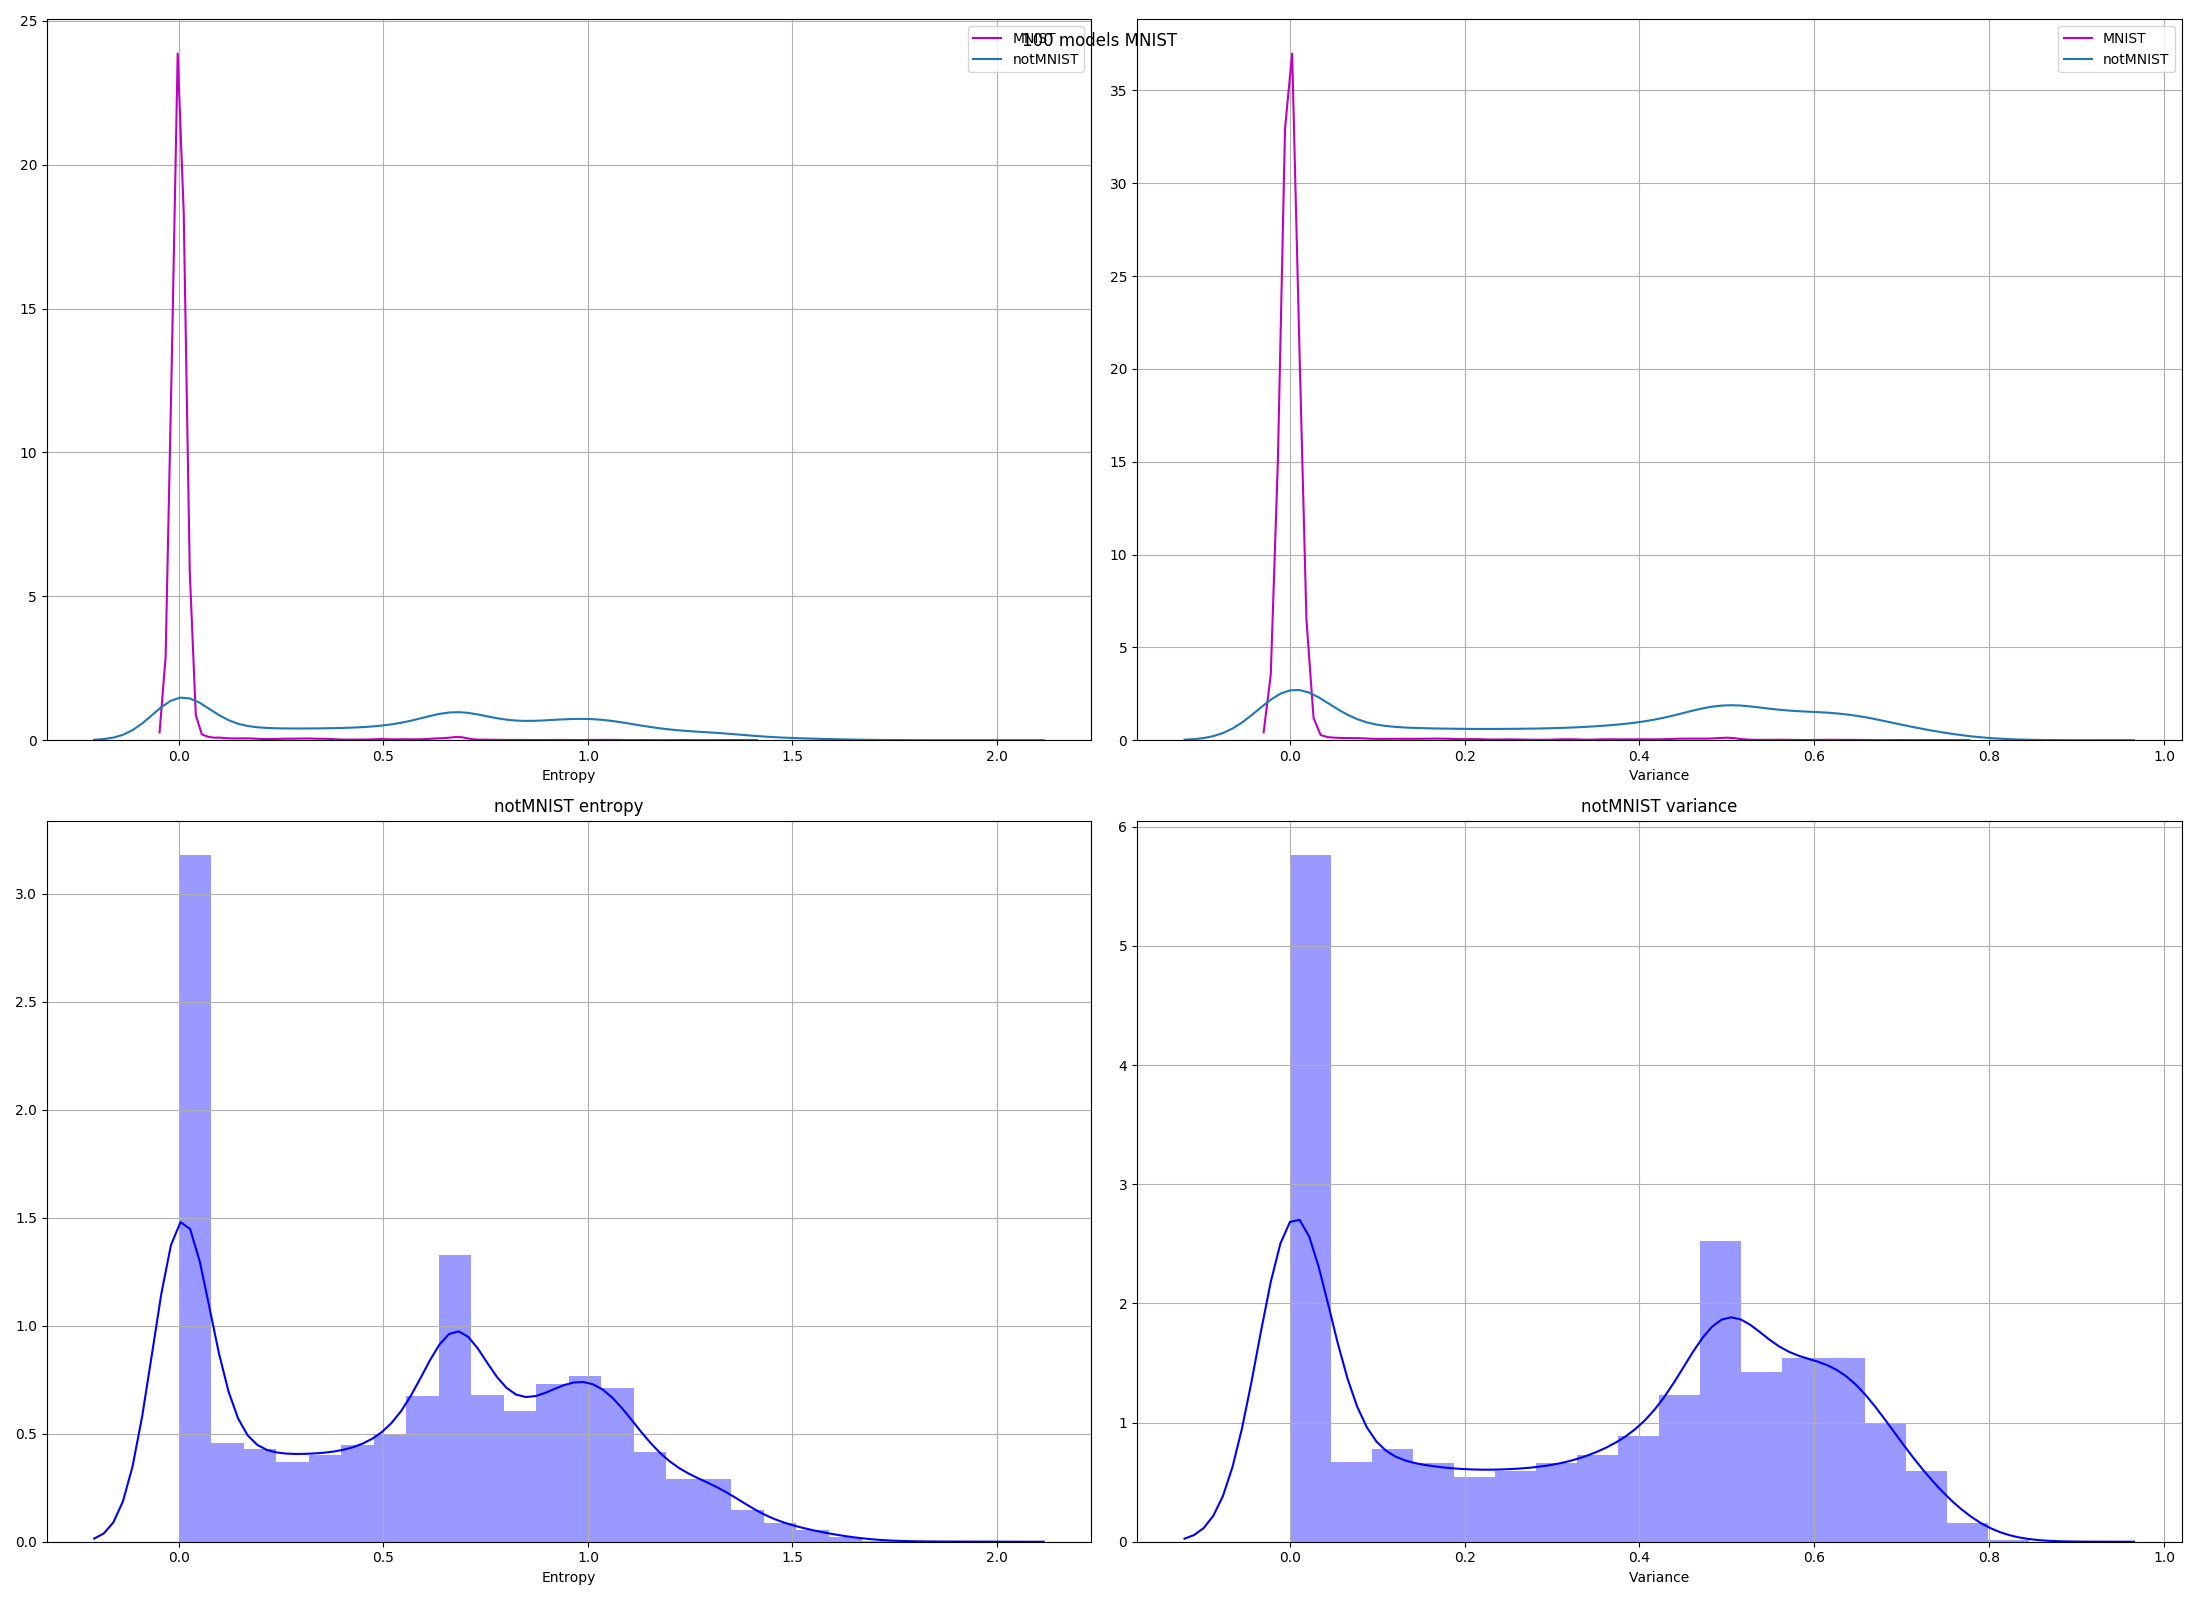 100 models MNIST
MNIST
notMNIST
25
20
15
10
5
0
0.0 0.5 1.0 1.5 2.0
Entropy
MNIST
notMNIST
35
30
25
20
15
10
5
0
0.0 0.2 0.4 0.6 0.8 1.0
Variance
notMNIST entropy
3.0
2.5
2.0
1.5
1.0
0.5
0.0
0.0 0.5 1.0 1.5 2.0
Entropy
notMNIST variance
6
5
4
3
2
1
0
0.0 0.2 0.4 0.6 0.8 1.0
Variance